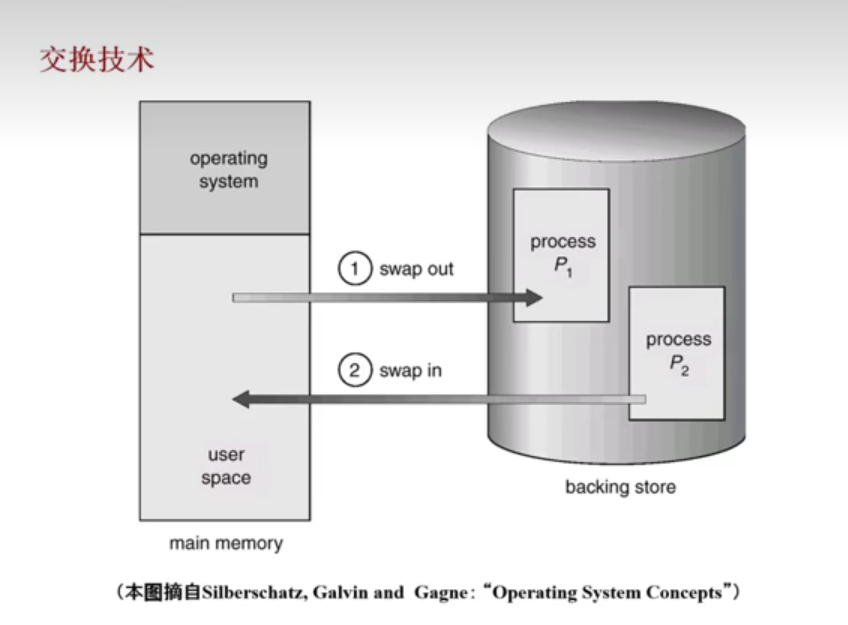 交换技术
operating
system
process
P1
1 swap out
process
P2
2 swap in
user
space
backing store
main memory
（本图摘自Silberschatz, Galvin and Gagne: “Operating System Concepts”）